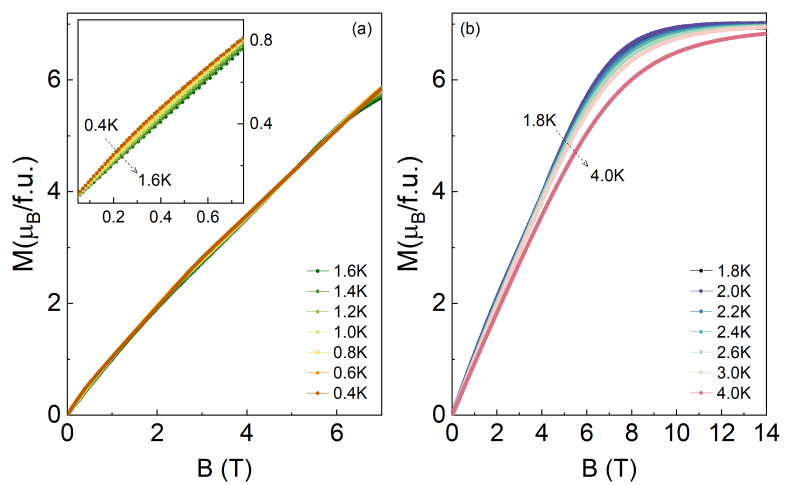 (a)
0.8
0.4
0.4K
1.6K
0.2 0.4 0.6
M(μB/f.u.)
6
4
2
0
1.6K
1.4K
1.2K
1.0K
0.8K
0.6K
0.4K
0 2 4 6
B (T)
(b)
1.8K
4.0K
M(μB/f.u.)
6
4
2
0
1.8K
2.0K
2.2K
2.4K
2.6K
3.0K
4.0K
0 2 4 6 8 10 12 14
B (T)